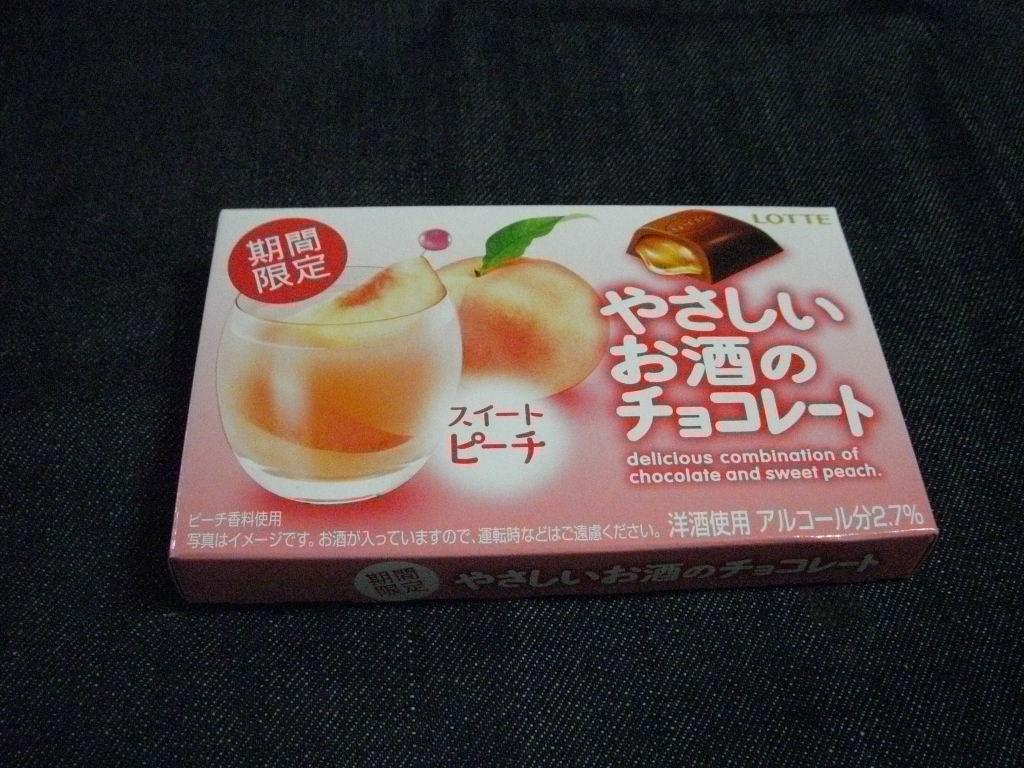 期間
限定
LOTTE
やさしい
お酒の
チョコレート
スイート
ピーチ
delicious combination of
chocolate and sweet peach.
ピーチ香料使用
写真はイメージです。お酒が入っていますので、運転時などはご遠慮ください。
洋酒使用 アルコール分2.7%
期間
限定
やさしいお酒のチョコレート